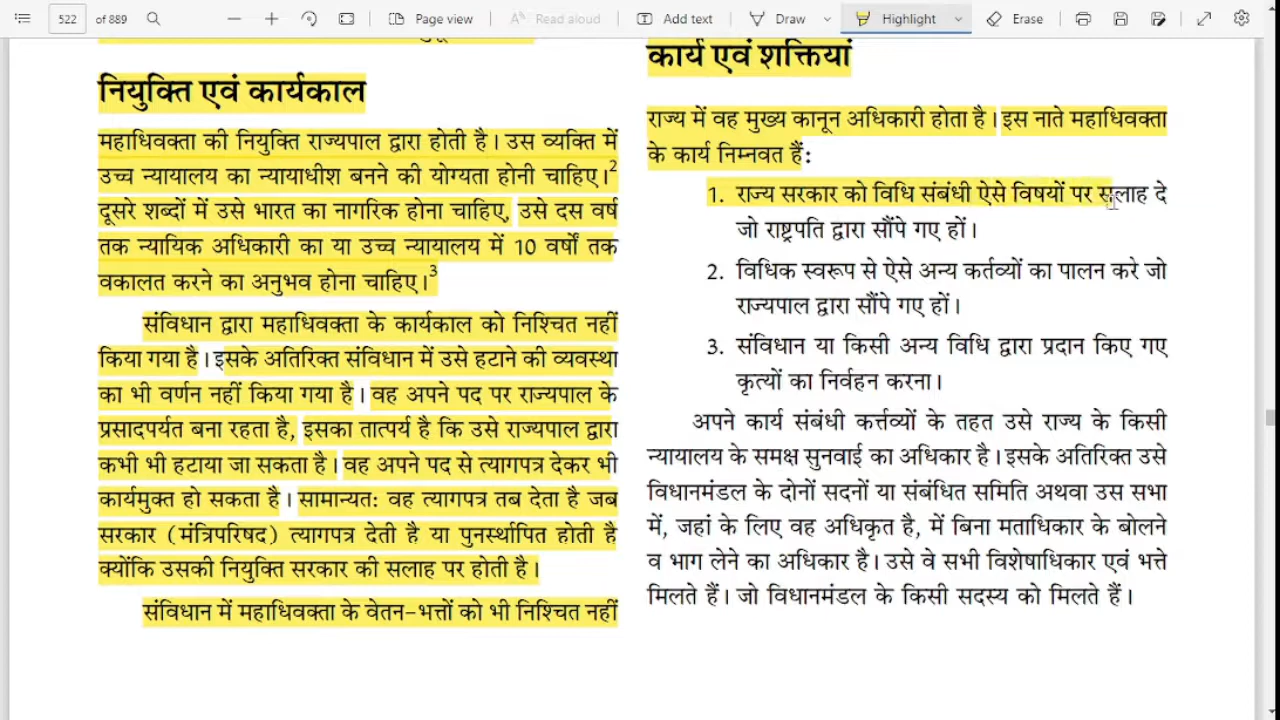 522
of 889
Page view
Read aloud
Add text
Draw
Highlight
Erase
नियुक्ति एवं कार्यकाल
महाधिवक्ता की नियुक्ति राज्यपाल द्वारा होती है। उस व्यक्ति में
उच्च न्यायालय का न्यायाधीश बनने की योग्यता होनी चाहिए।2
दूसरे शब्दों में उसे भारत का नागरिक होना चाहिए, उसे दस वर्ष
तक न्यायिक अधिकारी का या उच्च न्यायालय में 10 वर्षों तक
वकालत करने का अनुभव होना चाहिए।3
संविधान द्वारा महाधिवक्ता के कार्यकाल को निश्चित नहीं
किया गया है। इसके अतिरिक्त संविधान में उसे हटाने की व्यवस्था
का भी वर्णन नहीं किया गया है। वह अपने पद पर राज्यपाल के
प्रसादपर्यंत बना रहता है, इसका तात्पर्य है कि उसे राज्यपाल द्वारा
कभी भी हटाया जा सकता है। वह अपने पद से त्यागपत्र देकर भी
कार्यमुक्त हो सकता है। सामान्यत: वह त्यागपत्र तब देता है जब
सरकार (मंत्रिपरिषद) त्यागपत्र देती है या पुनर्स्थापित होती है
क्योंकि उसकी नियुक्ति सरकार की सलाह पर होती है।
संविधान में महाधिवक्ता के वेतन-भत्तों को भी निश्चित नहीं
कार्य एवं शक्तियां
राज्य में वह मुख्य कानून अधिकारी होता है। इस नाते महाधिवक्ता
के कार्य निम्नवत हैं:
1. राज्य सरकार को विधि संबंधी ऐसे विषयों पर सलाह दे
जो राष्ट्रपति द्वारा सौंपे गए हों।
2. विधिक स्वरूप से ऐसे अन्य कर्तव्यों का पालन करे जो
राज्यपाल द्वारा सौंपे गए हों।
3. संविधान या किसी अन्य विधि द्वारा प्रदान किए गए
कृत्यों का निर्वहन करना।
अपने कार्य संबंधी कर्त्तव्यों के तहत उसे राज्य के किसी
न्यायालय के समक्ष सुनवाई का अधिकार है। इसके अतिरिक्त उसे
विधानमंडल के दोनों सदनों या संबंधित समिति अथवा उस सभा
में, जहां के लिए वह अधिकृत है, में बिना मताधिकार के बोलने
व भाग लेने का अधिकार है। उसे वे सभी विशेषाधिकार एवं भत्ते
मिलते हैं। जो विधानमंडल के किसी सदस्य को मिलते हैं।